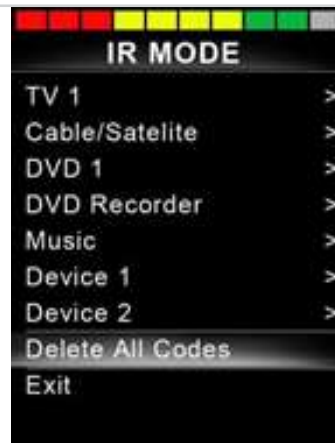 IR MODE
TV 1 >
Cable/Satelite >
DVD 1 >
DVD Recorder >
Music >
Device 1 >
Device 2 >
Delete All Codes
Exit